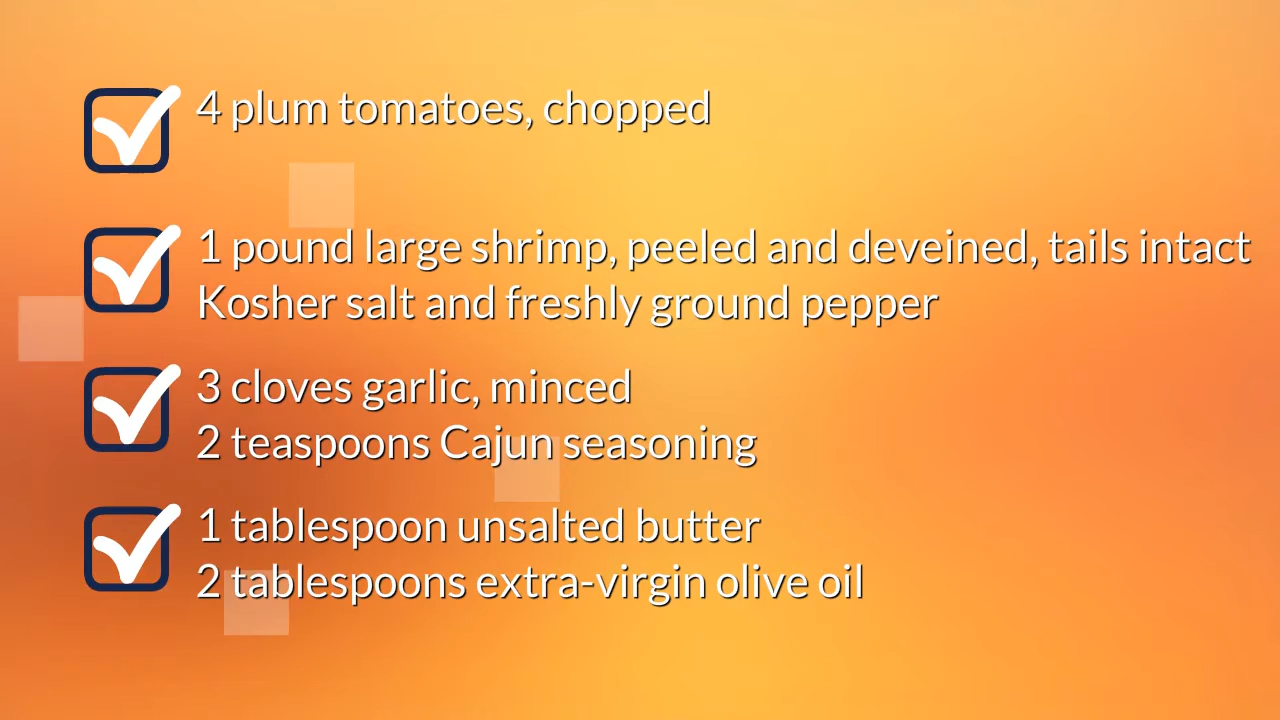 4 plum tomatoes, chopped
1 pound large shrimp, peeled and deveined, tails intact
Kosher salt and freshly ground pepper
3 cloves garlic, minced
2 teaspoons Cajun seasoning
1 tablespoon unsalted butter
2 tablespoons extra-virgin olive oil